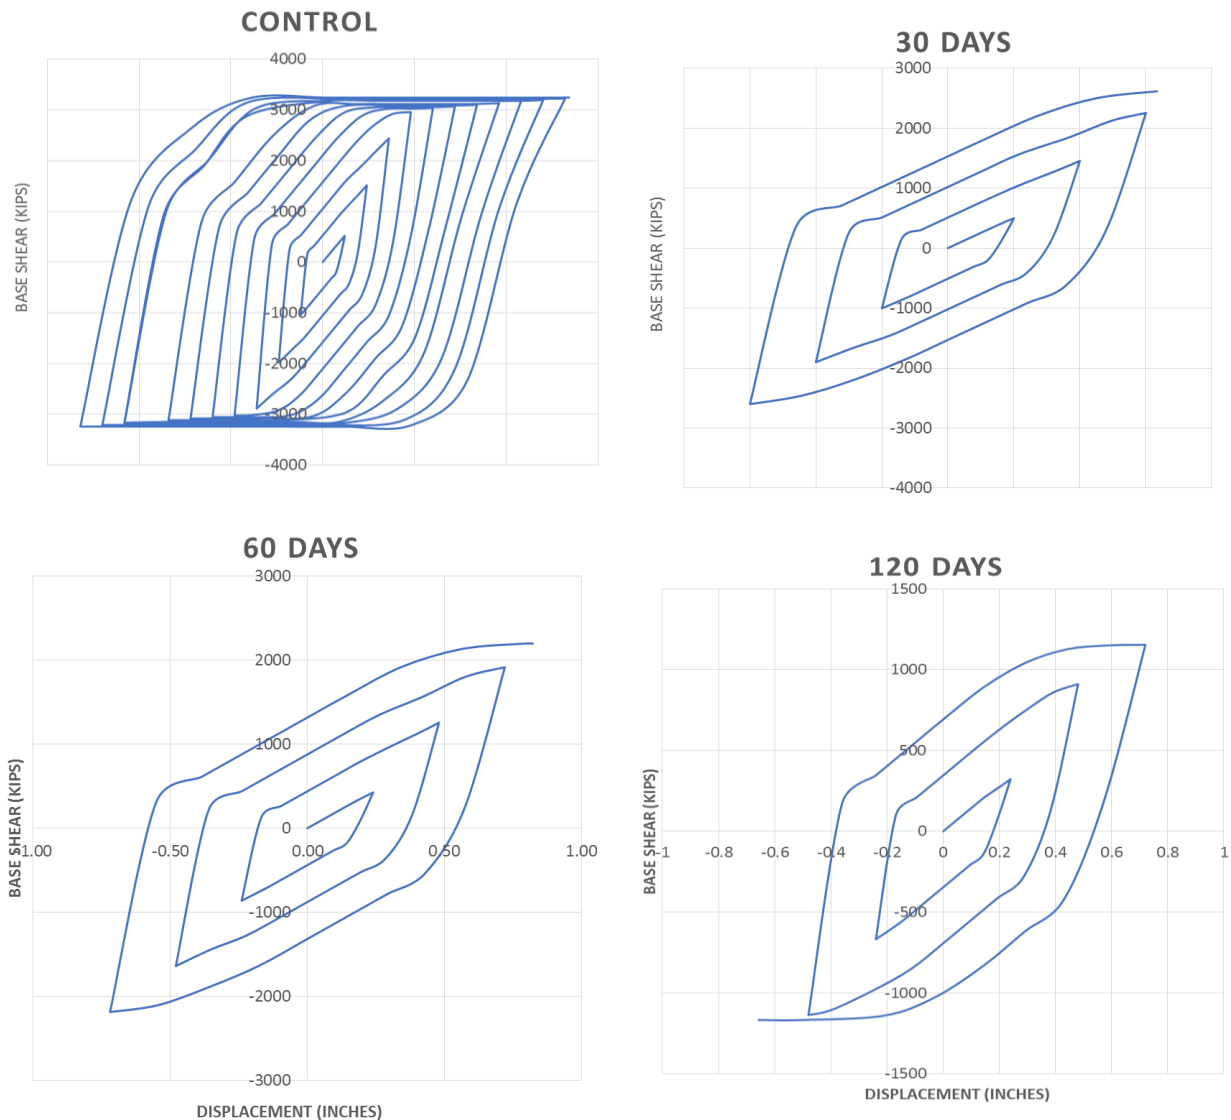 CONTROL
4000
3000
2000
1000
0
-1000
-2000
-3000
-4000
BASE SHEAR (KIPS)
30 DAYS
3000
2000
1000
0
-1000
-2000
-3000
-4000
BASE SHEAR (KIPS)
60 DAYS
3000
2000
1000
0
-1000
-2000
-3000
-1.00 -0.50 0.00 0.50 1.00
BASE SHEAR (KIPS)
DISPLACEMENT (INCHES)
120 DAYS
1500
1000
500
0
-500
-1000
-1500
-1 -0.8 -0.6 -0.4 -0.2 0 0.2 0.4 0.6 0.8 1
BASE SHEAR (KIPS)
DISPLACEMENT (INCHES)